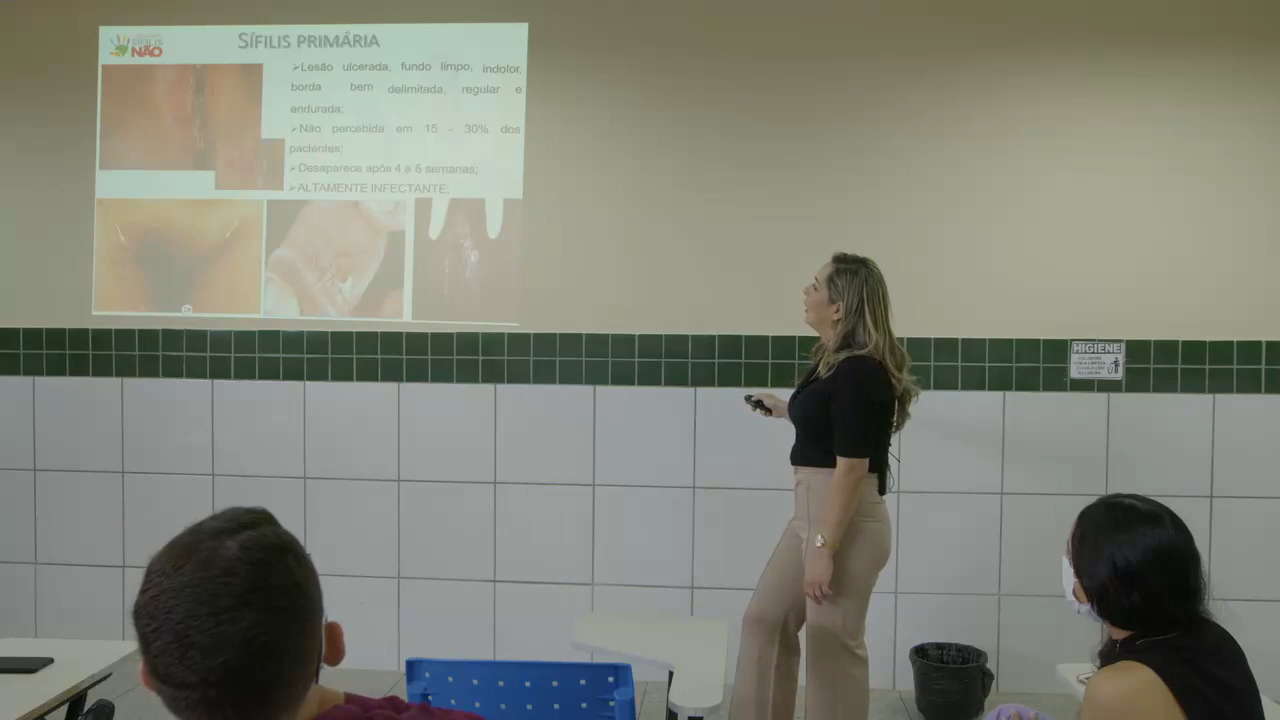 SÍFILIS
NÃO
SÍFILIS PRIMÁRIA
➢Lesão ulcerada, fundo limpo, indolor,
borda bem delimitada, regular e
endurada;
➢Não percebida em 15 - 30% dos
pacientes;
➢Desaparece após 4 a 6 semanas;
➢ALTAMENTE INFECTANTE;
HIGIENE